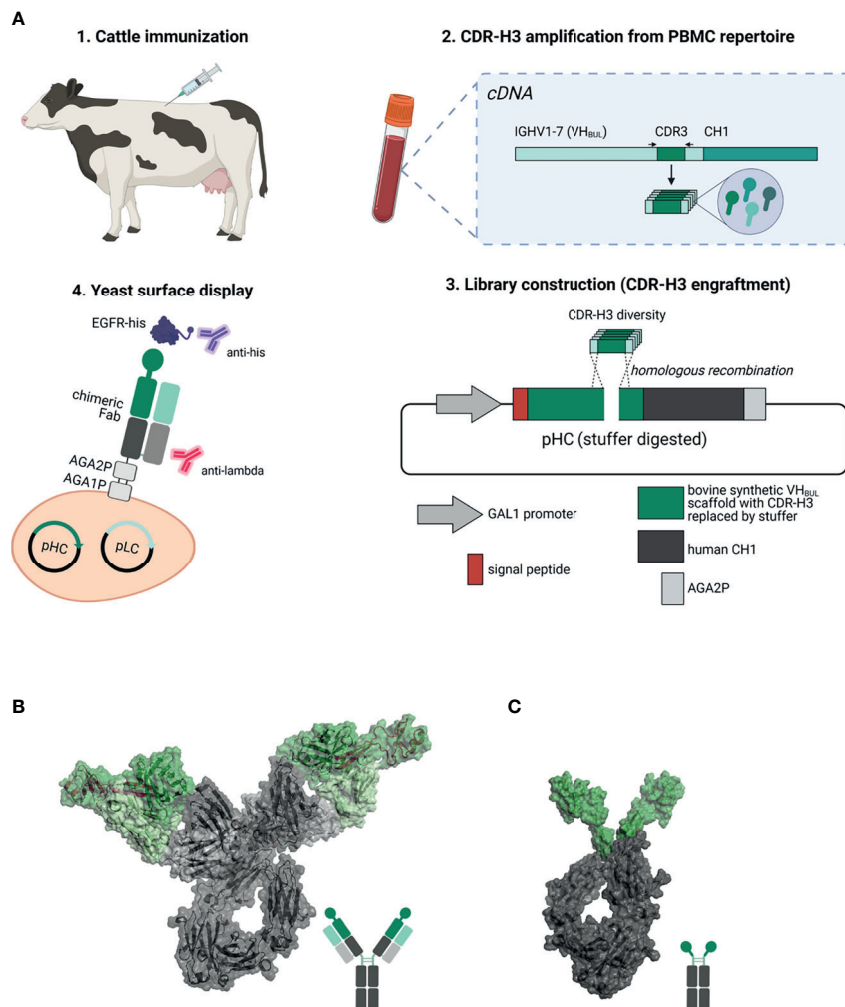 A
1. Cattle immunization
2. CDR-H3 amplification from PBMC repertoire
cDNA
IGHV1-7 (VHBUL)
CDR3
CH1
4. Yeast surface display
EGFR-his
anti-his
chimeric
Fab
anti-lambda
AGA2P
AGA1P
pHC
pLC
3. Library construction (CDR-H3 engraftment)
CDR-H3 diversity
homologous recombination
pHC (stuffer digested)
GAL1 promoter
signal peptide
bovine synthetic VHBUL
scaffold with CDR-H3
replaced by stuffer
human CH1
AGA2P
B
C